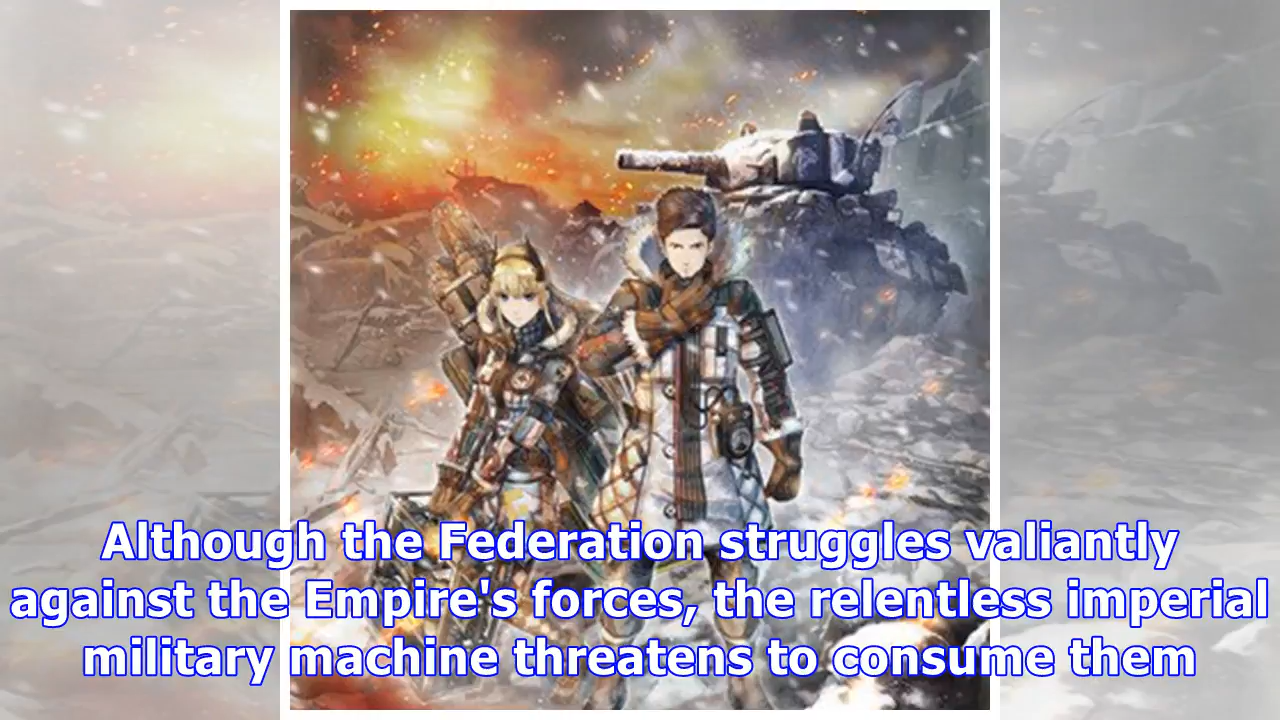 Although the Federation struggles valiantly
against the Empire's forces, the relentless imperial
military machine threatens to consume them